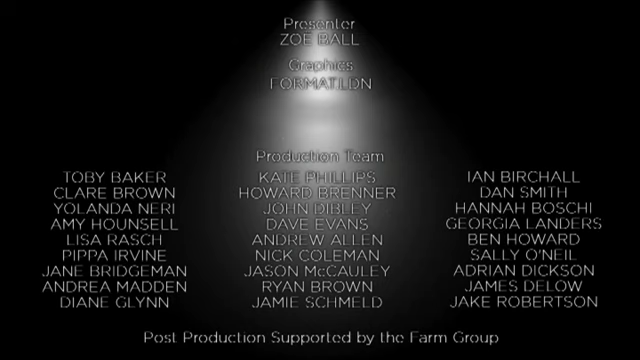 Presenter
ZOE BALL
Graphics
FORMAT.LDN
Production Team
TOBY BAKER KATE PHILLIPS IAN BIRCHALL
CLARE BROWN HOWARD BRENNER DAN SMITH
YOLANDA NERI JOHN DIBLEY HANNAH BOSCHI
AMY HOUNSELL DAVE EVANS GEORGIA LANDERS
LISA RASCH ANDREW ALLEN BEN HOWARD
PIPPA IRVINE NICK COLEMAN SALLY O'NEIL
JANE BRIDGEMAN JASON McCAULEY ADRIAN DICKSON
ANDREA MADDEN RYAN BROWN JAMES DELOW
DIANE GLYNN JAMIE SCHMELD JAKE ROBERTSON
Post Production Supported by the Farm Group